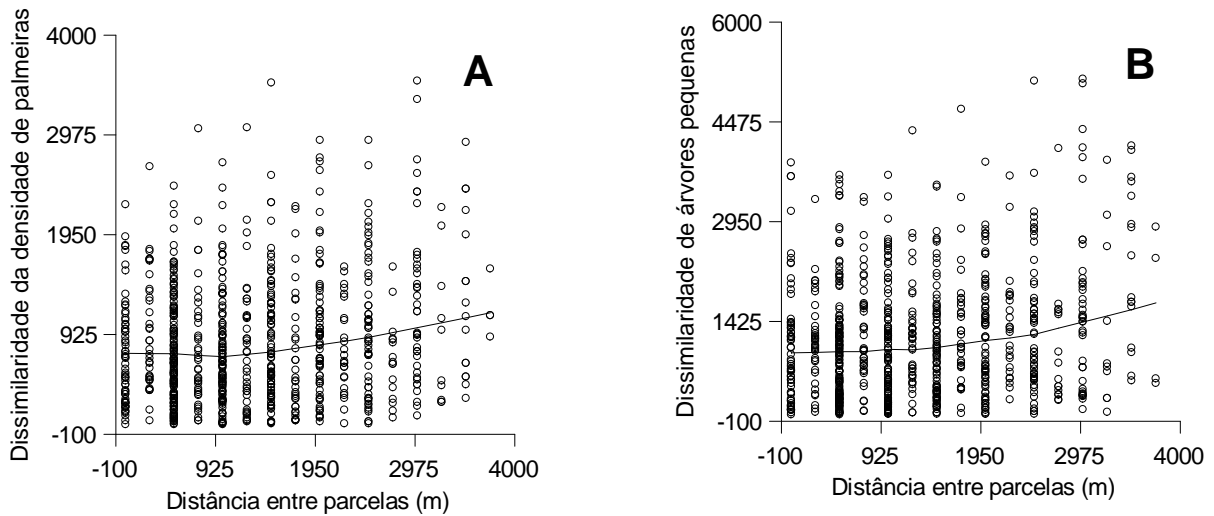 Dissimilaridade da densidade de palmeiras
4000
2975
1950
925
-100
A
-100 925 1950 2975 4000
Distância entre parcelas (m)
Dissimilaridade de árvores pequenas
6000
4475
2950
1425
-100
B
-100 925 1950 2975 4000
Distância entre parcelas (m)